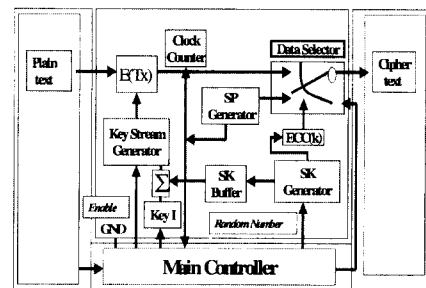 Clock
Counter
Data Selector
Plain
text
E(Tx)
Cipher
text
SP
Generator
Key Stream
Generator
ECC(k)
Σ
SK
Buffer
SK
Generator
Enable
GND
Key I
Random Number
Main Controller